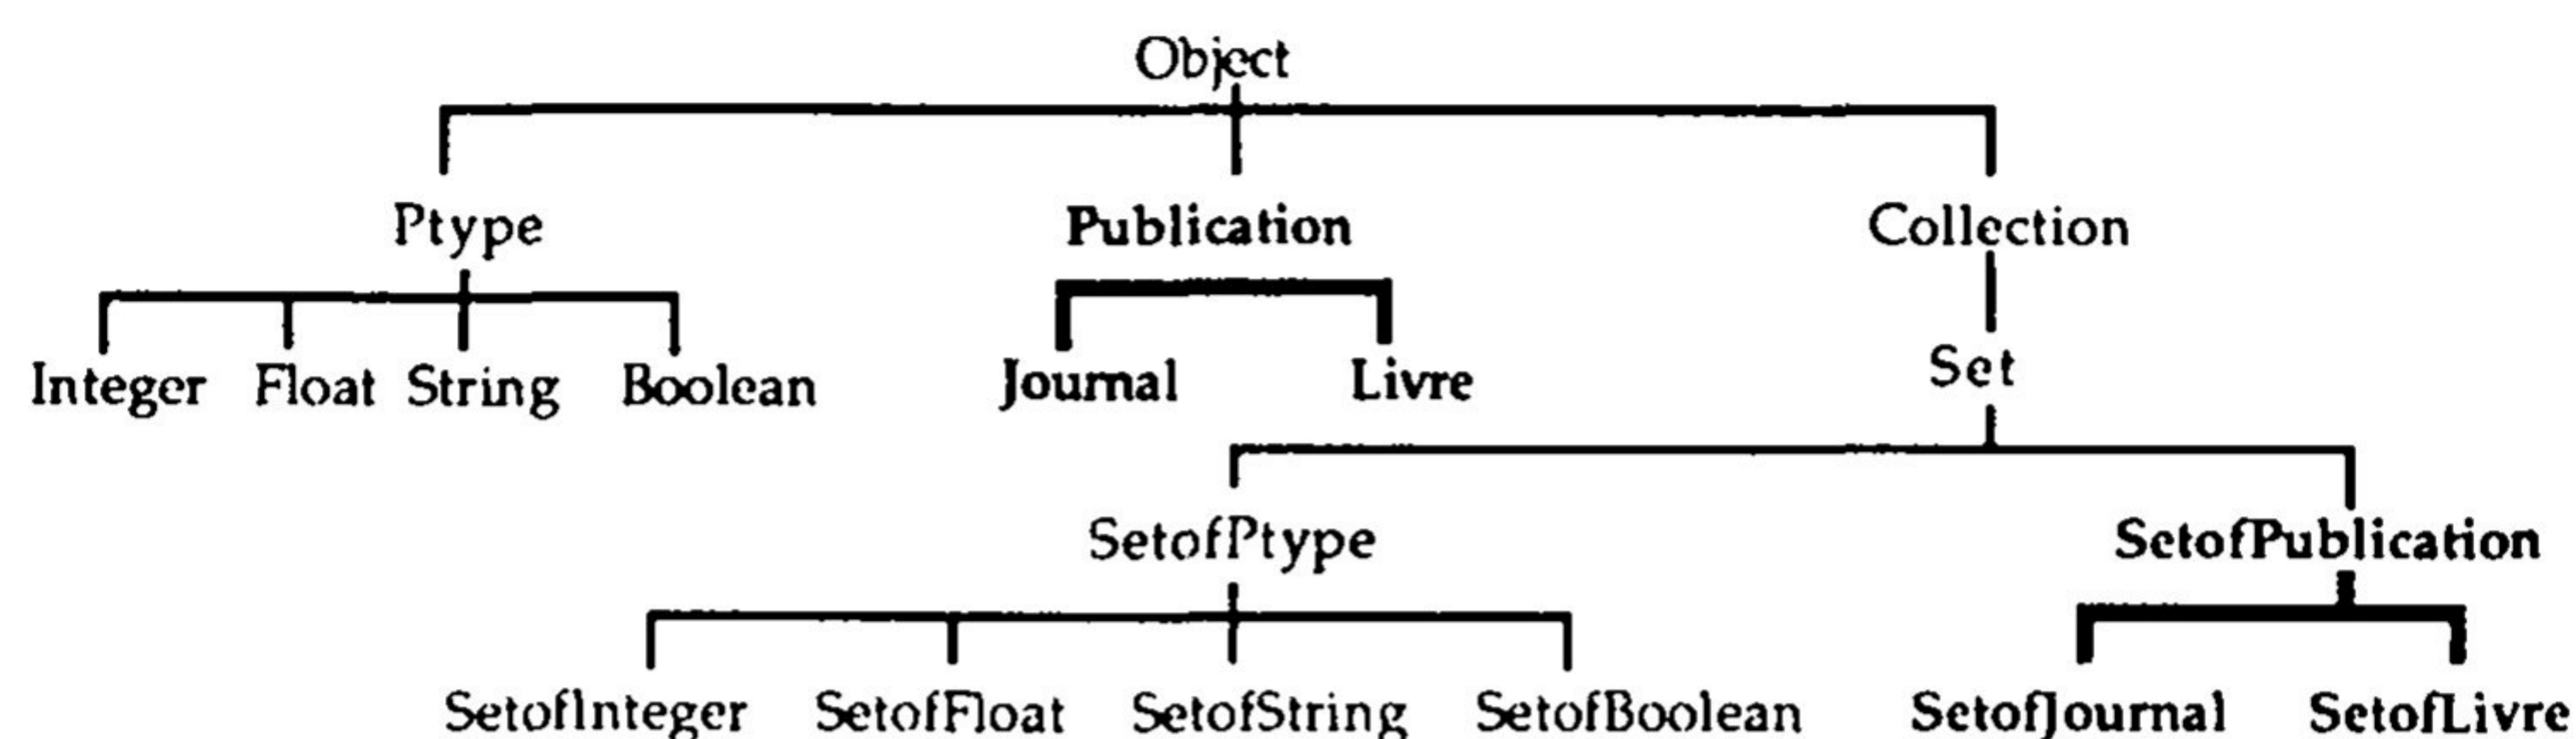 Object
Ptype Publication Collection
Integer Float String Boolean Journal Livre Set
SetofPtype SetofPublication
SetofInteger SetofFloat SetofString SetofBoolean SetofJournal SetofLivre